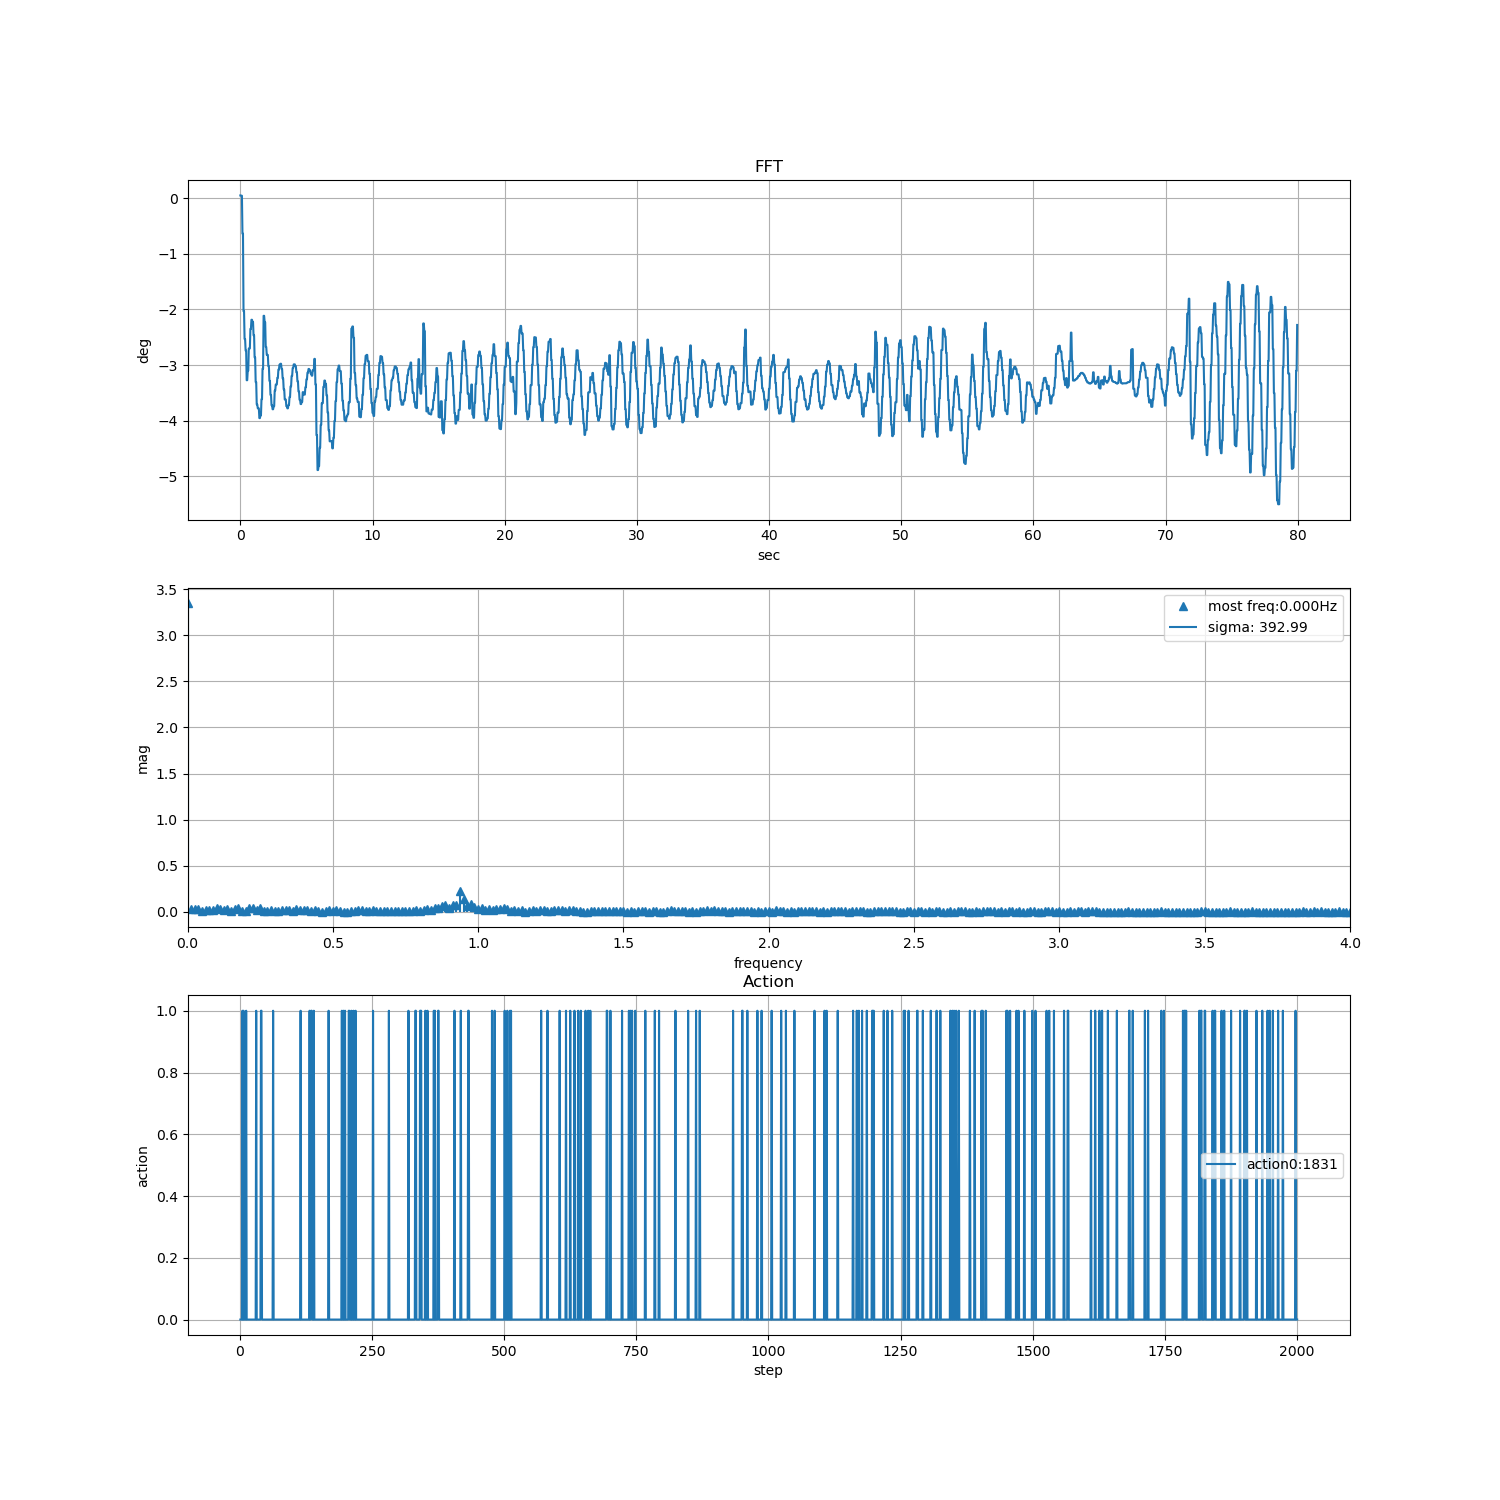 FFT
0
−1
−2
−3
−4
−5
deg
0 10 20 30 40 50 60 70 80
sec
3.5
3.0
2.5
2.0
1.5
1.0
0.5
0.0
mag
most freq:0.000Hz
sigma: 392.99
0.0 0.5 1.0 1.5 2.0 2.5 3.0 3.5 4.0
frequency
Action
1.0
0.8
0.6
0.4
0.2
0.0
action
action0:1831
0 250 500 750 1000 1250 1500 1750 2000
step